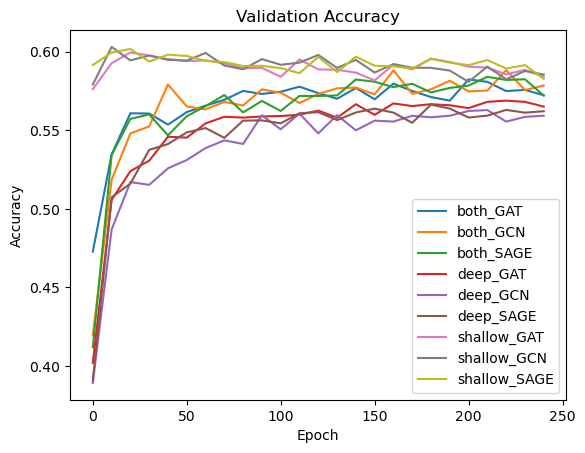 Validation Accuracy
Accuracy
0.60
0.55
0.50
0.45
0.40
both_GAT
both_GCN
both_SAGE
deep_GAT
deep_GCN
deep_SAGE
shallow_GAT
shallow_GCN
shallow_SAGE
0 50 100 150 200 250
Epoch